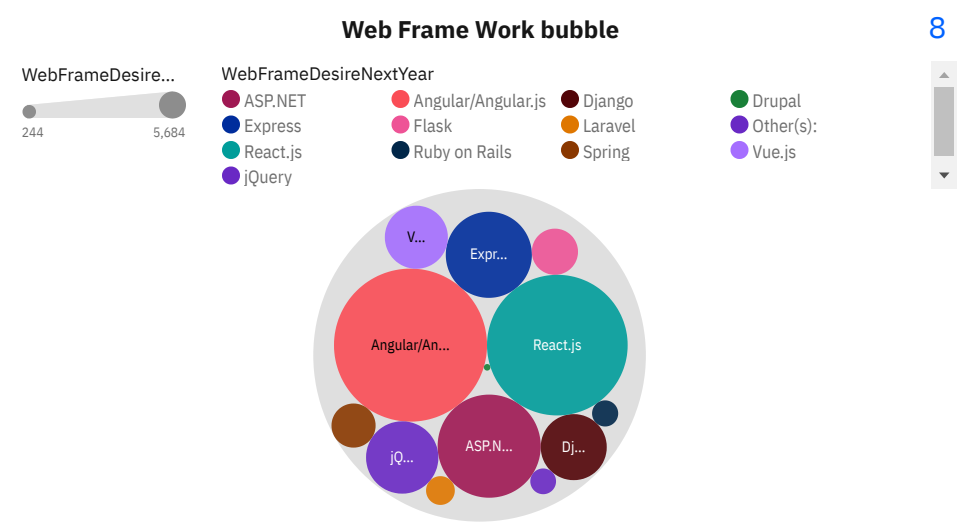 Web Frame Work bubble
8
WebFrameDesire...
244
5,684
WebFrameDesireNextYear
ASP.NET
Angular/Angular.js
Django
Drupal
Express
Flask
Laravel
Other(s):
React.js
Ruby on Rails
Spring
Vue.js
jQuery
V...
Expr...
Angular/An...
React.js
jQ...
ASP.N...
Dj...